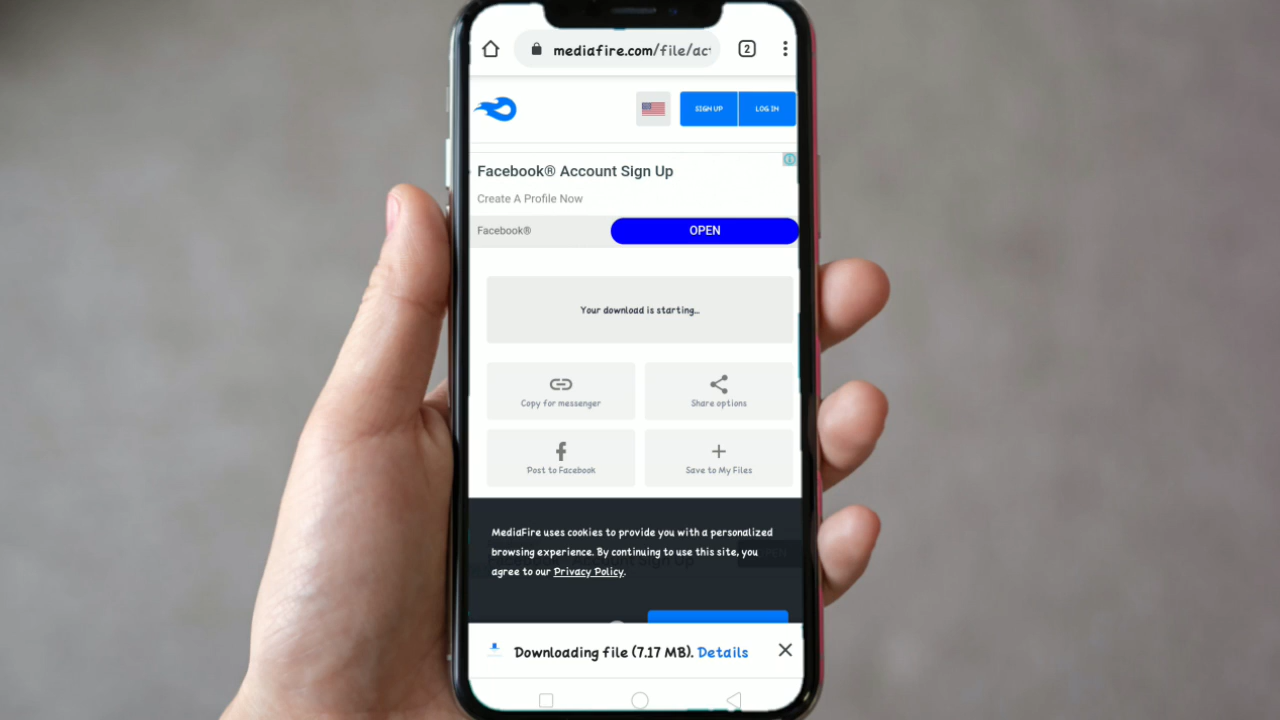 mediafire.com/file/act
2
SIGN UP
LOG IN
Facebook® Account Sign Up
Create A Profile Now
Facebook®
OPEN
Your download is starting...
Copy for messenger
Share options
Post to Facebook
Save to My Files
MediaFire uses cookies to provide you with a personalized
browsing experience. By continuing to use this site, you
agree to our Privacy Policy.
Downloading file (7.17 MB). Details